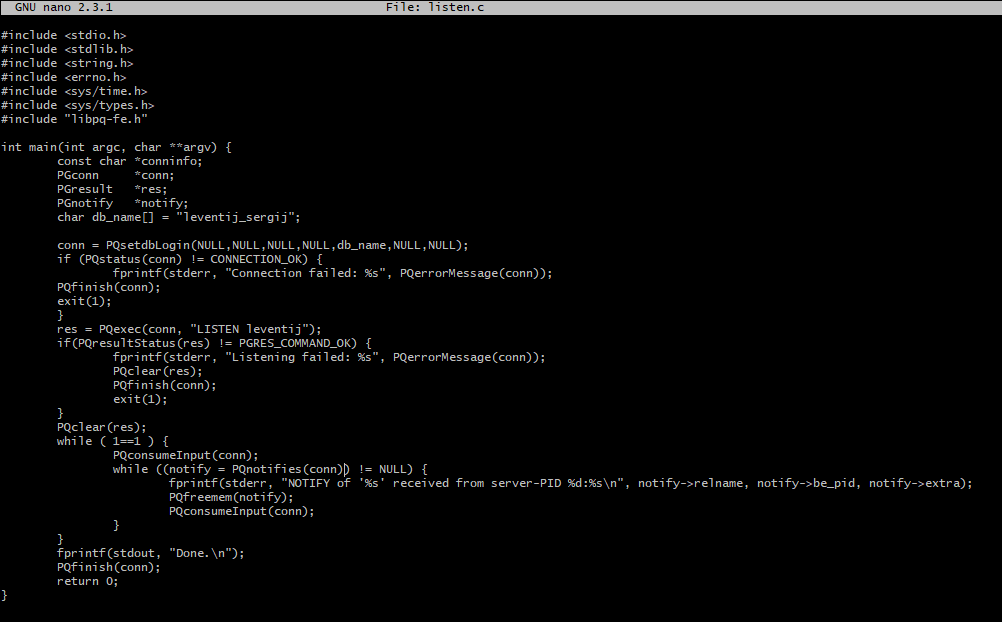 GNU nano 2.3.1 File: listen.c
#include <stdio.h>
#include <stdlib.h>
#include <string.h>
#include <errno.h>
#include <sys/time.h>
#include <sys/types.h>
#include "libpq-fe.h"
int main(int argc, char **argv) {
const char *conninfo;
PGconn *conn;
PGresult *res;
PGnotify *notify;
char db_name[] = "leventij_sergij";
conn = PQsetdbLogin(NULL,NULL,NULL,NULL,db_name,NULL,NULL);
if (PQstatus(conn) != CONNECTION_OK) {
fprintf(stderr, "Connection failed: %s", PQerrorMessage(conn));
PQfinish(conn);
exit(1);
}
res = PQexec(conn, "LISTEN leventij");
if(PQresultStatus(res) != PGRES_COMMAND_OK) {
fprintf(stderr, "Listening failed: %s", PQerrorMessage(conn));
PQclear(res);
PQfinish(conn);
exit(1);
}
PQclear(res);
while ( 1==1 ) {
PQconsumeInput(conn);
while ((notify = PQnotifies(conn)) != NULL) {
fprintf(stderr, "NOTIFY of '%s' received from server-PID %d:%s\n", notify->relname, notify->be_pid, notify->extra);
PQfreemem(notify);
PQconsumeInput(conn);
}
}
fprintf(stdout, "Done.\n");
PQfinish(conn);
return 0;
}